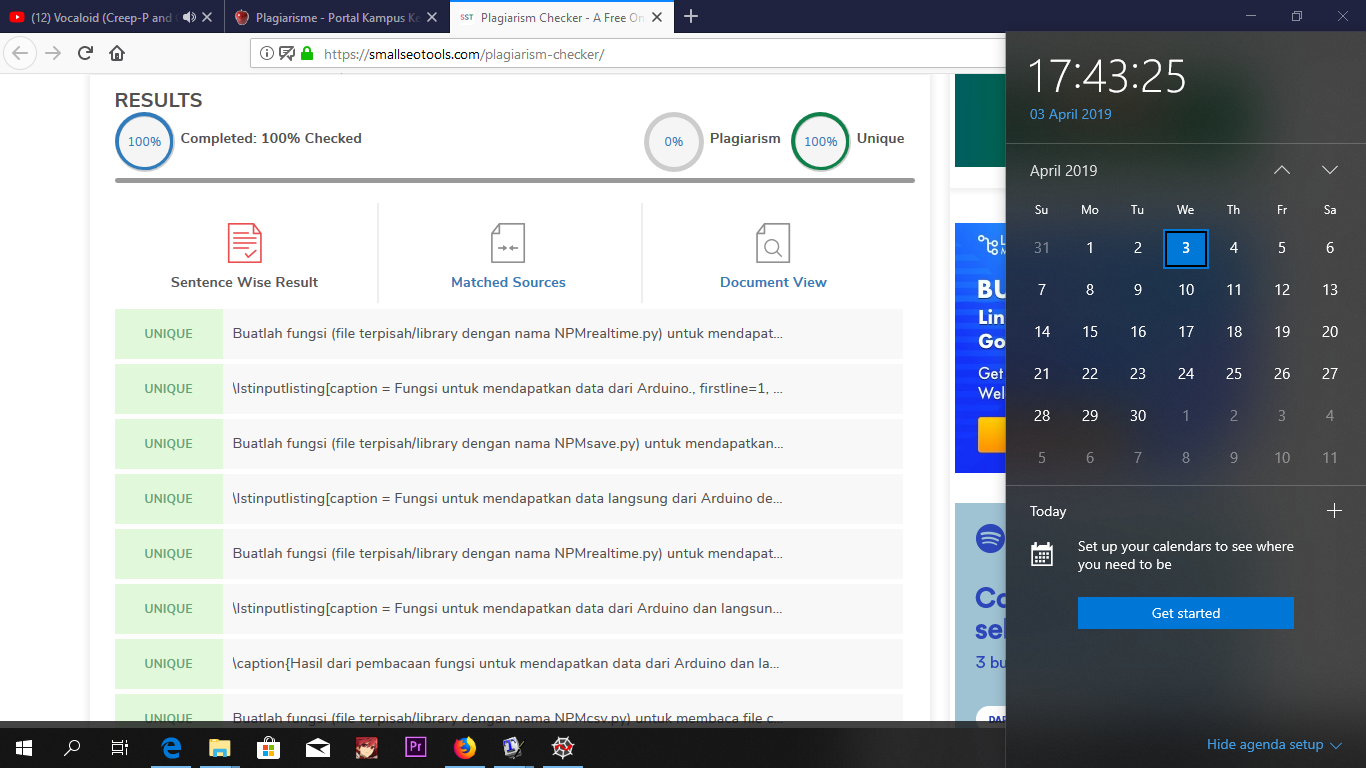 (12) Vocaloid (Creep-P and
Plagiarisme - Portal Kampus Ke
SST Plagiarism Checker - A Free On
https://smallseotools.com/plagiarism-checker/
RESULTS
100%
Completed: 100% Checked
0%
Plagiarism
100%
Unique
Sentence Wise Result
Matched Sources
Document View
UNIQUE Buatlah fungsi (file terpisah/library dengan nama NPMrealtime.py) untuk mendapat...
UNIQUE \lstinputlisting[caption = Fungsi untuk mendapatkan data dari Arduino., firstline=1, ...
UNIQUE Buatlah fungsi (file terpisah/library dengan nama NPMsave.py) untuk mendapatkan...
UNIQUE \lstinputlisting[caption = Fungsi untuk mendapatkan data langsung dari Arduino de...
UNIQUE Buatlah fungsi (file terpisah/library dengan nama NPMrealtime.py) untuk mendapat...
UNIQUE \lstinputlisting[caption = Fungsi untuk mendapatkan data dari Arduino dan langsun...
UNIQUE \caption{Hasil dari pembacaan fungsi untuk mendapatkan data dari Arduino dan la...
UNIQUE Buatlah fungsi (file terpisah/library dengan nama NPMcsv.py) untuk membaca file c...
BU
Lin
Go
Get
Wel
Co
sel
3 bu
DAF
17:43:25
03 April 2019
April 2019
Su Mo Tu We Th Fr Sa
31 1 2 3 4 5 6
7 8 9 10 11 12 13
14 15 16 17 18 19 20
21 22 23 24 25 26 27
28 29 30 1 2 3 4
5 6 7 8 9 10 11
Today
Set up your calendars to see where
you need to be
Get started
Hide agenda setup
Pr